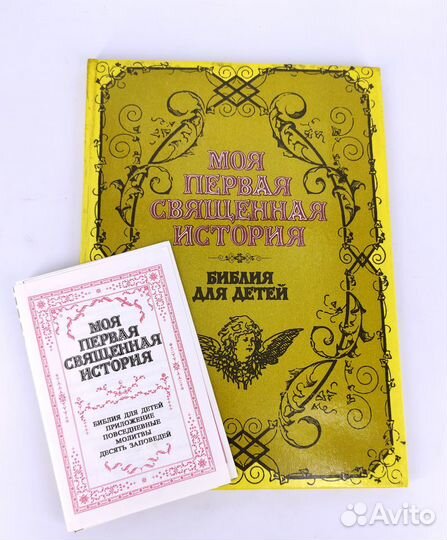 МОЯ
ПЕРВАЯ
СВЯЩЕННАЯ
ИСТОРИЯ
БИБЛИЯ
ДЛЯ ДЕТЕЙ
МОЯ
ПЕРВАЯ
СВЯЩЕННАЯ
ИСТОРИЯ
БИБЛИЯ ДЛЯ ДЕТЕЙ
ПРИЛОЖЕНИЕ
ПОВСЕДНЕВНЫЕ
МОЛИТВЫ
ДЕСЯТЬ ЗАПОВЕДЕЙ
Avito